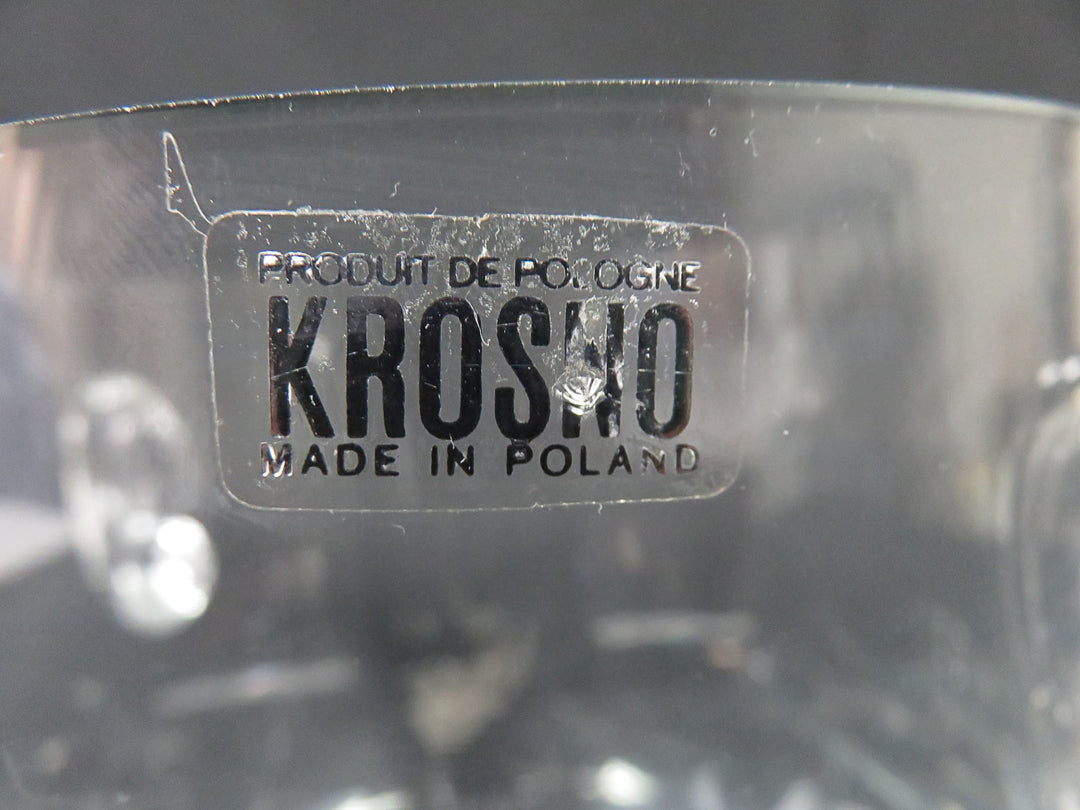 PRODUIT DE POLOGNE
KROSNO
MADE IN POLAND